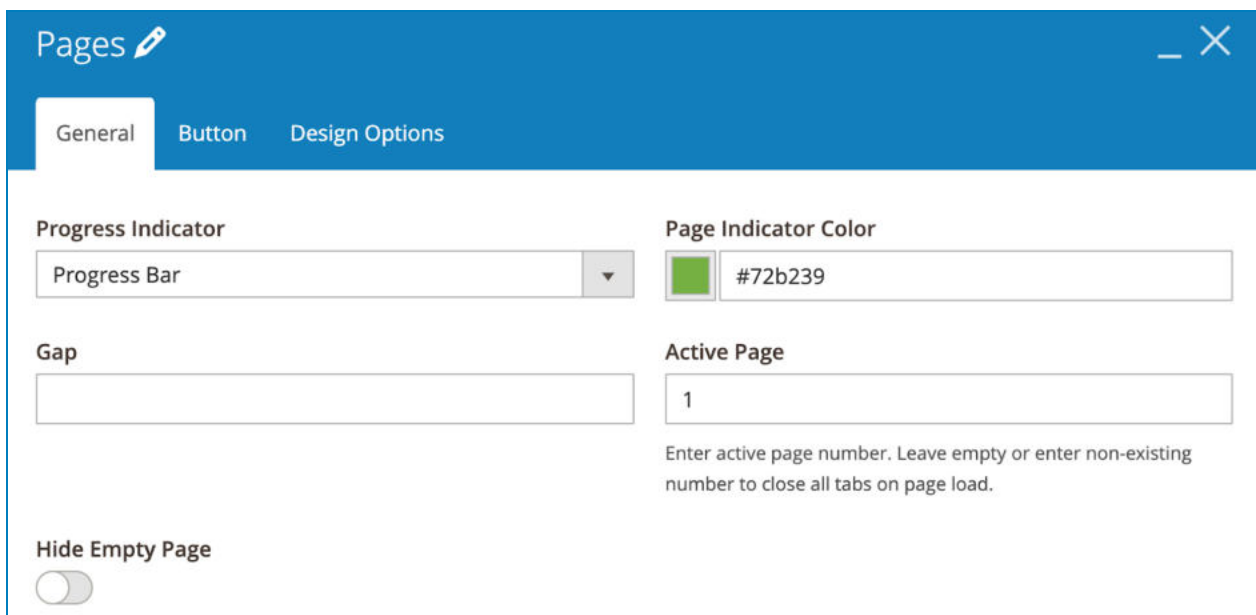 Pages
General Button Design Options
Progress Indicator
Progress Bar
Page Indicator Color
#72b239
Gap
Active Page
1
Enter active page number. Leave empty or enter non-existing
number to close all tabs on page load.
Hide Empty Page